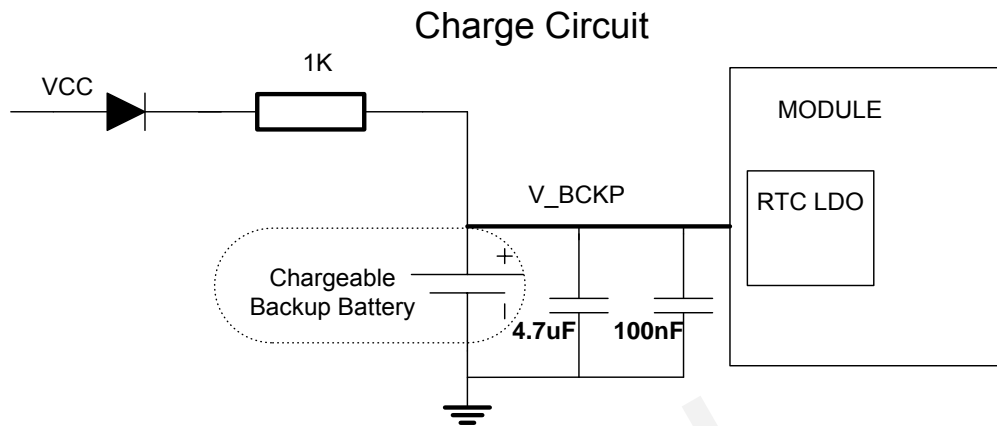 Charge Circuit
1K
VCC
MODULE
V_BCKP
RTC LDO
+
Chargeable
Backup Battery
4.7uF
100nF